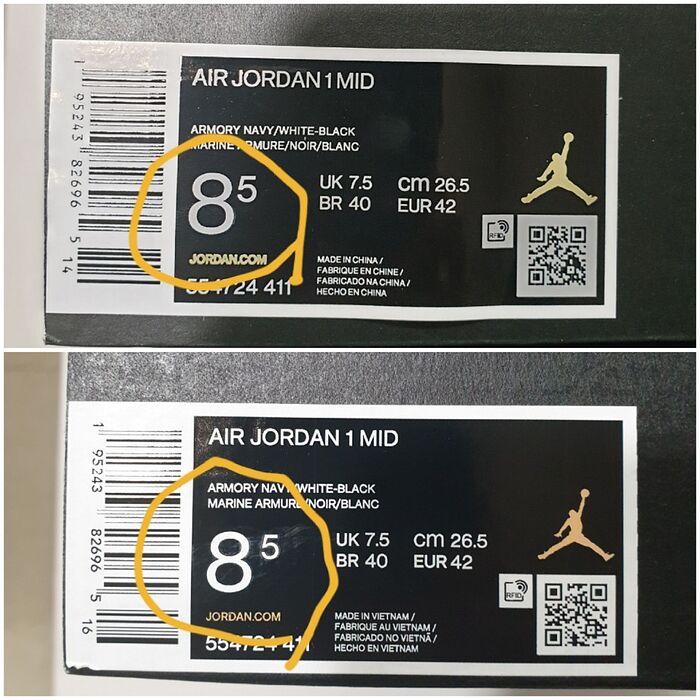 AIR JORDAN 1 MID
ARMORY NAVY/WHITE-BLACK
MARINE ARMURE/NOIR/BLANC
8 5
UK 7.5 cm 26.5
BR 40 EUR 42
RFID
JORDAN.COM
554724 411
MADE IN CHINA /
FABRIQUE EN CHINE /
FABRICADO NA CHINA /
HECHO EN CHINA
1 95243 82696 5 14
AIR JORDAN 1 MID
ARMORY NAVY/WHITE-BLACK
MARINE ARMURE/NOIR/BLANC
8 5
UK 7.5 cm 26.5
BR 40 EUR 42
RFID
JORDAN.COM
554724 411
MADE IN VIETNAM /
FABRIQUE AU VIETNAM /
FABRICADO NO VIETNÃ /
HECHO EN VIETNAM
1 95243 82696 5 16